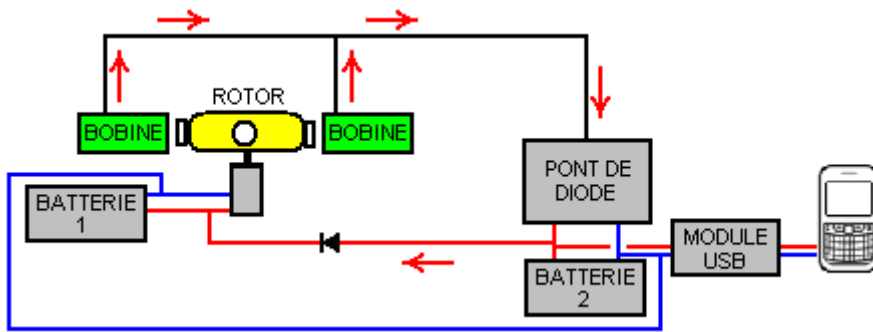 ROTOR
BOBINE
BOBINE
PONT DE
DIODE
BATTERIE
1
MODULE
USB
BATTERIE
2